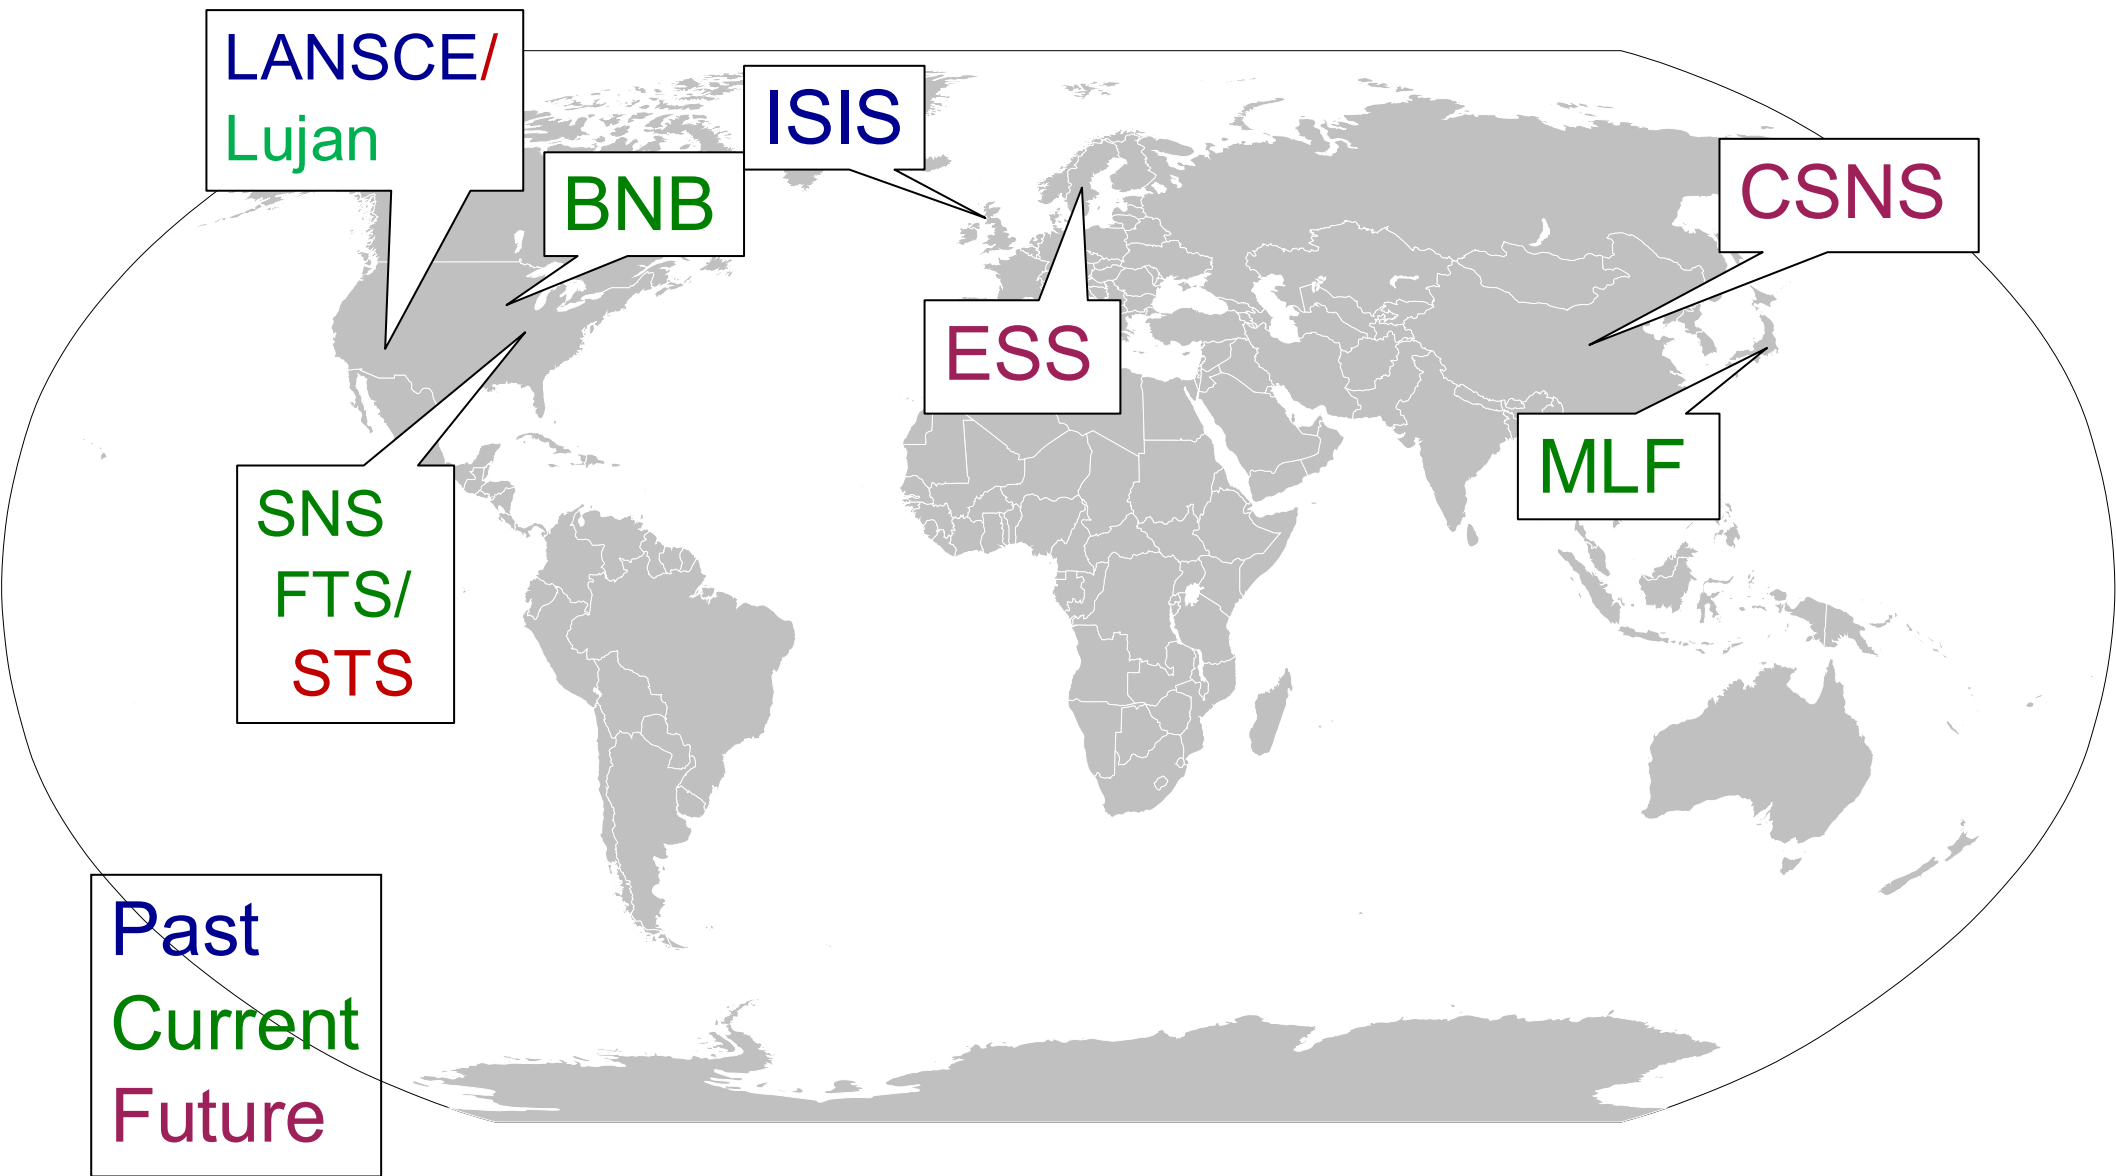 LANSCE/
Lujan
ISIS
BNB
CSNS
ESS
MLF
SNS
FTS/
STS
Past
Current
Future